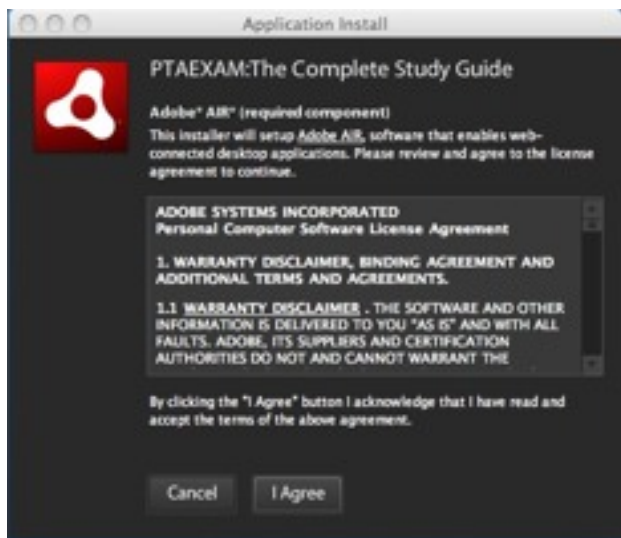 Application Install
PTAEXAM:The Complete Study Guide
Adobe® AIR® (required component)
This installer will setup Adobe AIR, software that enables web-
connected desktop applications. Please review and agree to the license
agreement to continue.
ADOBE SYSTEMS INCORPORATED
Personal Computer Software License Agreement
1. WARRANTY DISCLAIMER, BINDING AGREEMENT AND
ADDITIONAL TERMS AND AGREEMENTS.
1.1 WARRANTY DISCLAIMER . THE SOFTWARE AND OTHER
INFORMATION IS DELIVERED TO YOU "AS IS" AND WITH ALL
FAULTS. ADOBE, ITS SUPPLIERS AND CERTIFICATION
AUTHORITIES DO NOT AND CANNOT WARRANT THE
By clicking the "I Agree" button I acknowledge that I have read and
accept the terms of the above agreement.
Cancel I Agree